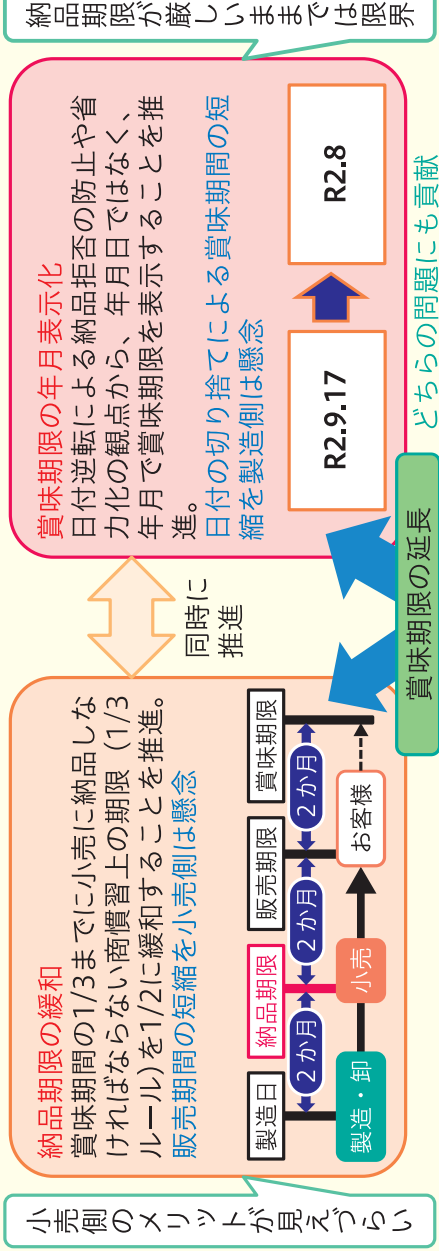 小売側のメリットが見えづらい
納品期限の緩和
賞味期間の1/3までに小売に納品しな
ければならない商慣習上の期限（1/3
ルール)を1/2に緩和することを推進。
販売期間の短縮を小売側は懸念
製造日
納品期限
販売期限
賞味期限
2か月
2か月
2か月
製造・卸
小売
お客様
同時に
推進
賞味期限の年月表示化
日付逆転による納品拒否の防止や省
力化の観点から、年月日ではなく、
年月で賞味期限を表示することを推
進。
日付の切り捨てによる賞味期間の短
縮を製造側は懸念
R2.9.17
R2.8
賞味期限の延長
どちらの問題にも貢献
納品期限が厳しいままでは限界